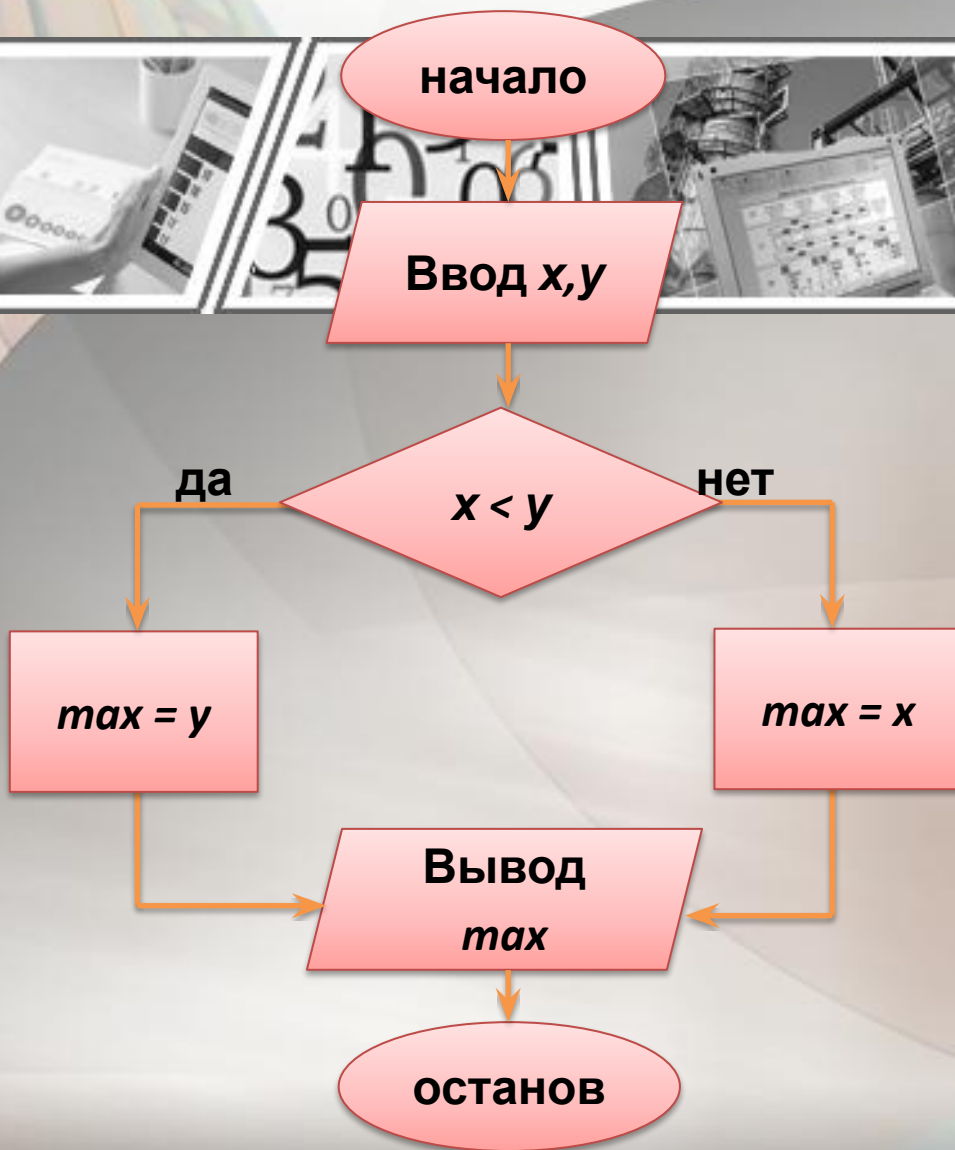 начало
Ввод x,y
да
нет
x < y
max = y
max = x
Вывод
max
останов